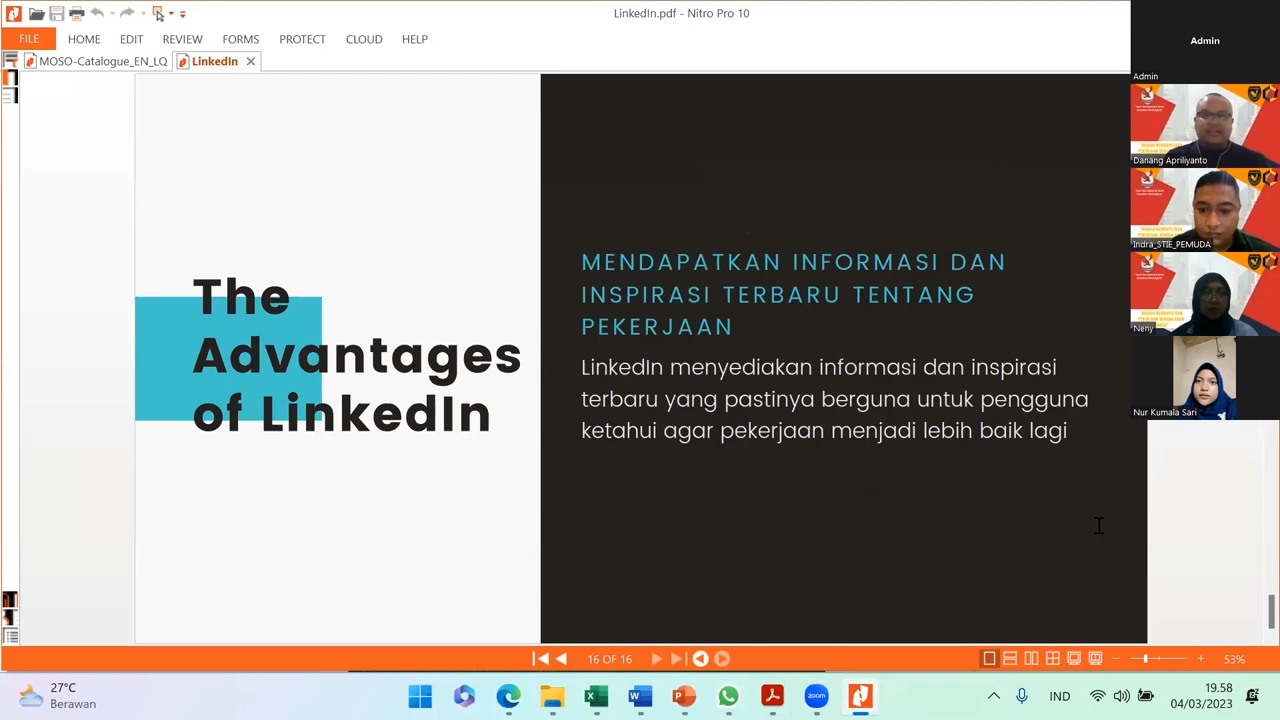 LinkedIn.pdf - Nitro Pro 10
FILE HOME EDIT REVIEW FORMS PROTECT CLOUD HELP
MOSO-Catalogue_EN_LQ LinkedIn
The
Advantages
of LinkedIn
MENDAPATKAN INFORMASI DAN
INSPIRASI TERBARU TENTANG
PEKERJAAN
LinkedIn menyediakan informasi dan inspirasi
terbaru yang pastinya berguna untuk pengguna
ketahui agar pekerjaan menjadi lebih baik lagi
Admin
Admin
Danang Apriliyanto
Indra_STIE_PEMUDA
Neny
Nur Kumala Sari
16 OF 16
53%
27°C
Berawan
zoom
IND
19.58
04/03/2023